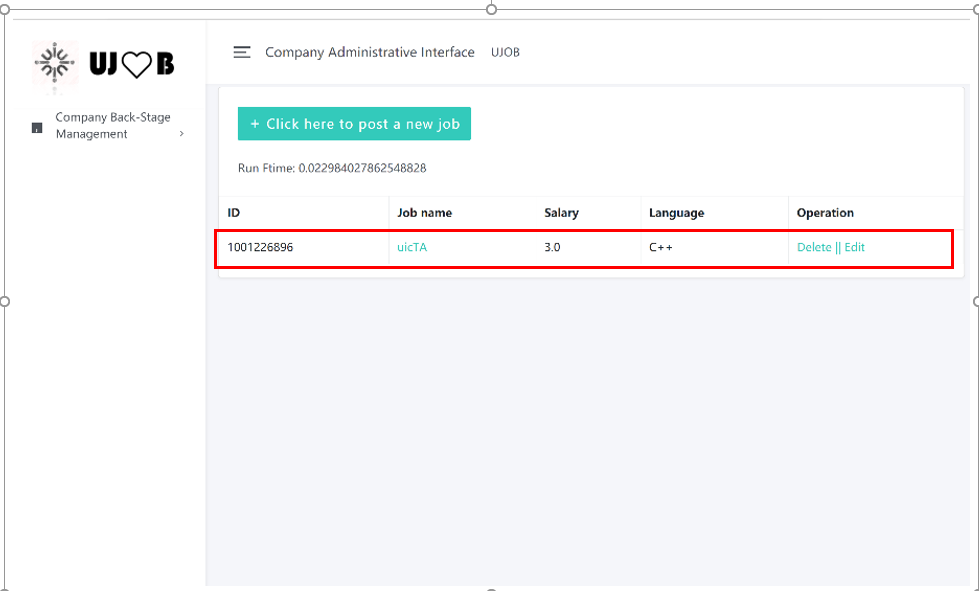 UJ♡B
Company Back-Stage
Management >
Company Administrative Interface UJOB
+ Click here to post a new job
Run Ftime: 0.022984027862548828
ID Job name Salary Language Operation
1001226896 uicTA 3.0 C++ Delete || Edit